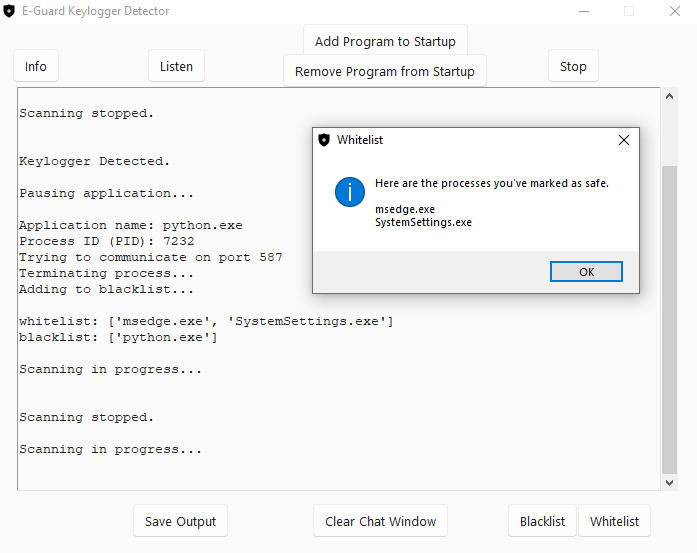 E-Guard Keylogger Detector
Add Program to Startup
Info
Listen
Remove Program from Startup
Stop
Scanning stopped.
Keylogger Detected.
Pausing application...
Application name: python.exe
Process ID (PID): 7232
Trying to communicate on port 587
Terminating process...
Adding to blacklist...
whitelist: ['msedge.exe', 'SystemSettings.exe']
blacklist: ['python.exe']
Scanning in progress...
Scanning stopped.
Scanning in progress...
Whitelist
Here are the processes you've marked as safe.
msedge.exe
SystemSettings.exe
OK
Save Output
Clear Chat Window
Blacklist
Whitelist